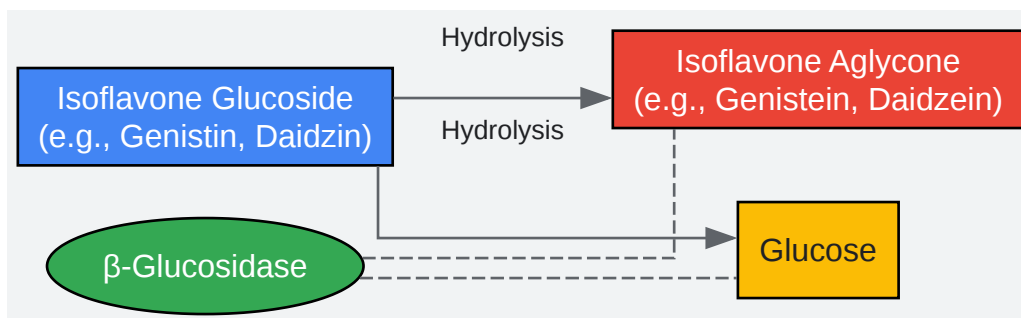 Hydrolysis
Isoflavone Glucoside
(e.g., Genistin, Daidzin)
Isoflavone Aglycone
(e.g., Genistein, Daidzein)
Hydrolysis
β-Glucosidase
Glucose